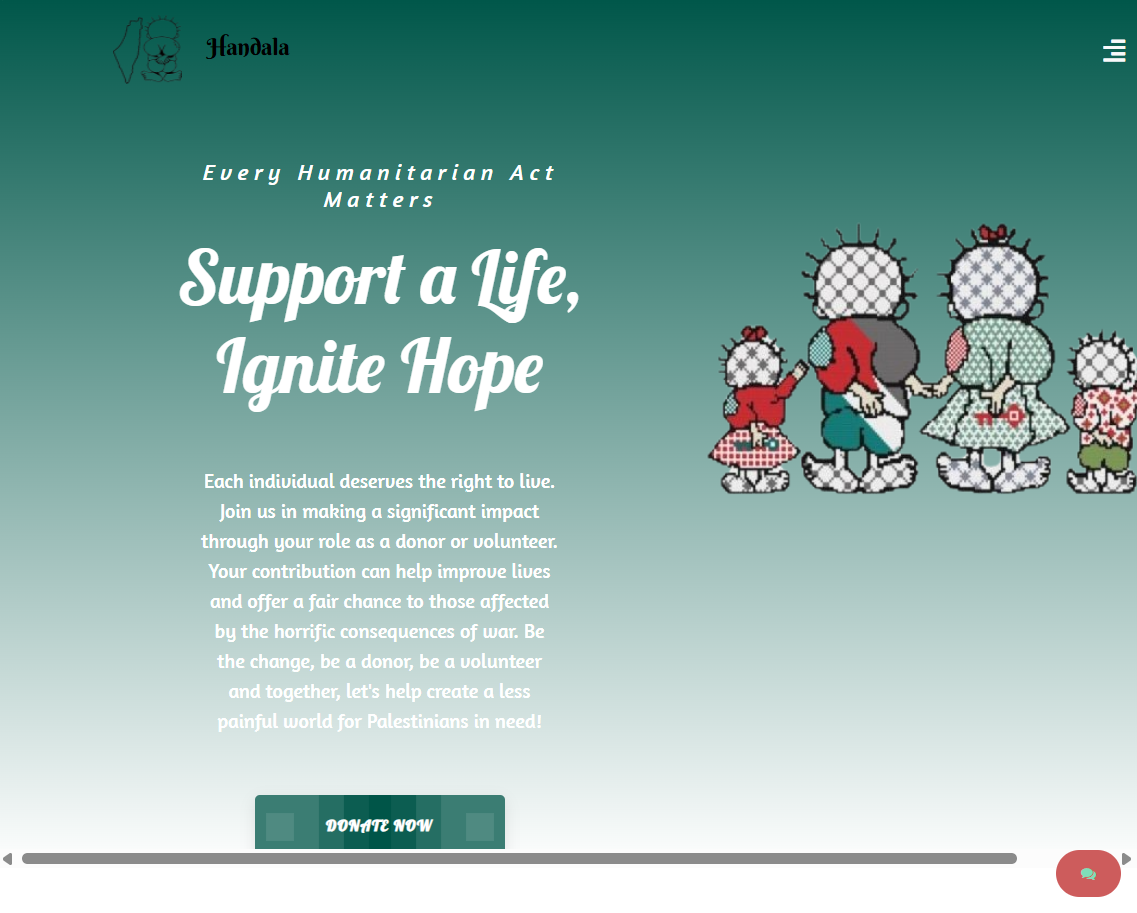 Handala
Every Humanitarian Act
Matters
Support a Life,
Ignite Hope
Each individual deserves the right to live.
Join us in making a significant impact
through your role as a donor or volunteer.
Your contribution can help improve lives
and offer a fair chance to those affected
by the horrific consequences of war. Be
the change, be a donor, be a volunteer
and together, let's help create a less
painful world for Palestinians in need!
DONATE NOW